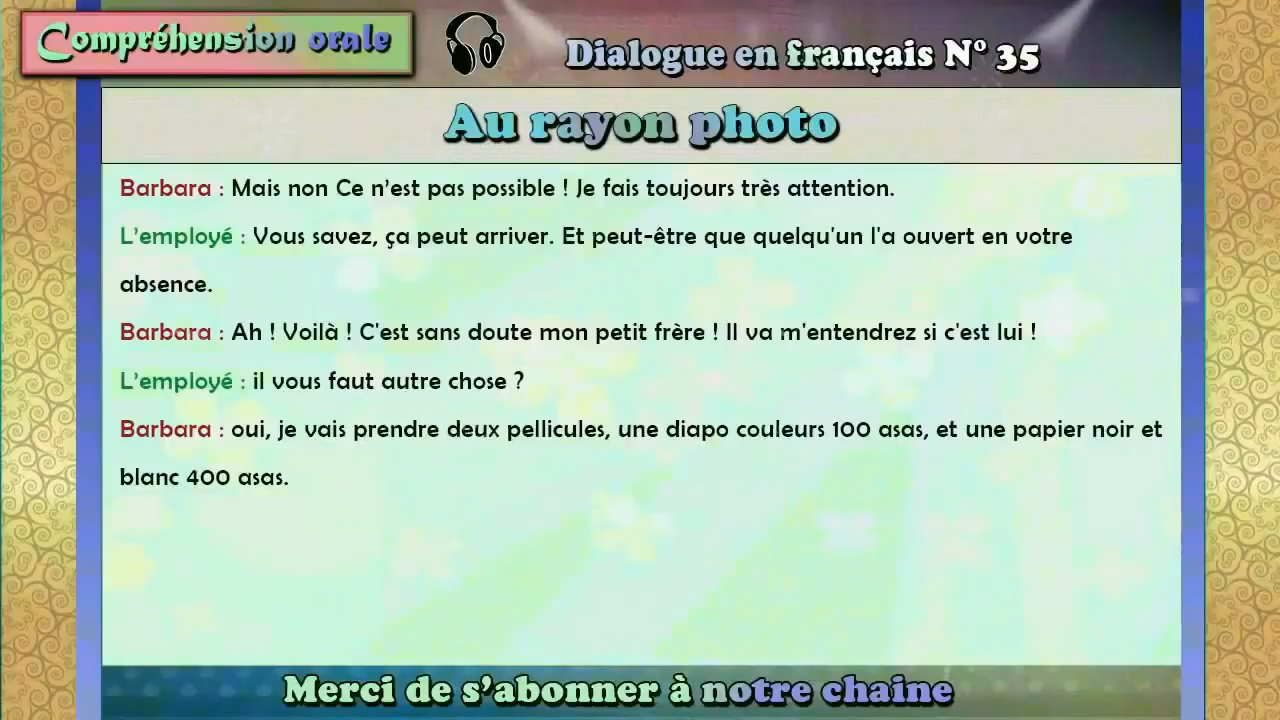 Compréhension orale
Dialogue en français N° 35
Au rayon photo
Barbara : Mais non Ce n’est pas possible ! Je fais toujours très attention.
L’employé : Vous savez, ça peut arriver. Et peut-être que quelqu'un l'a ouvert en votre
absence.
Barbara : Ah ! Voilà ! C'est sans doute mon petit frère ! Il va m'entendrez si c'est lui !
L’employé : il vous faut autre chose ?
Barbara : oui, je vais prendre deux pellicules, une diapo couleurs 100 asas, et une papier noir et
blanc 400 asas.
Merci de s’abonner à notre chaine